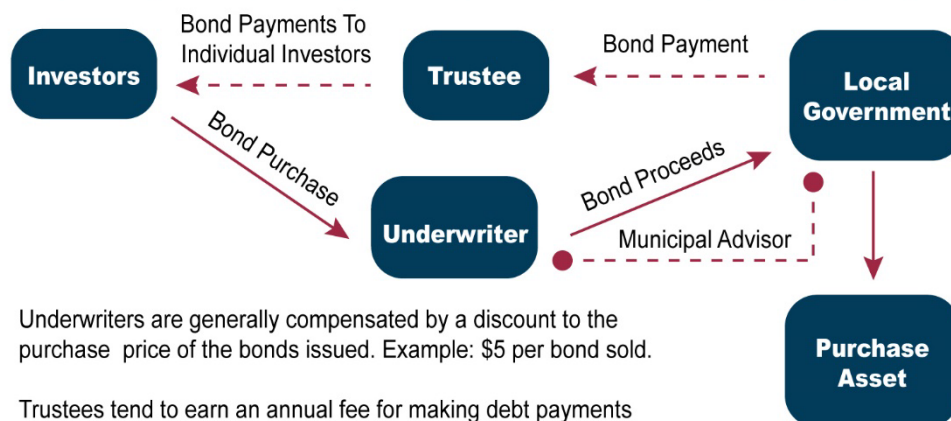 Bond Payments To
Individual Investors
Investors
Trustee
Bond Payment
Local
Government
Bond Purchase
Underwriter
Bond Proceeds
Municipal Advisor
Purchase
Asset
Underwriters are generally compensated by a discount to the
purchase price of the bonds issued. Example: $5 per bond sold.
Trustees tend to earn an annual fee for making debt payments